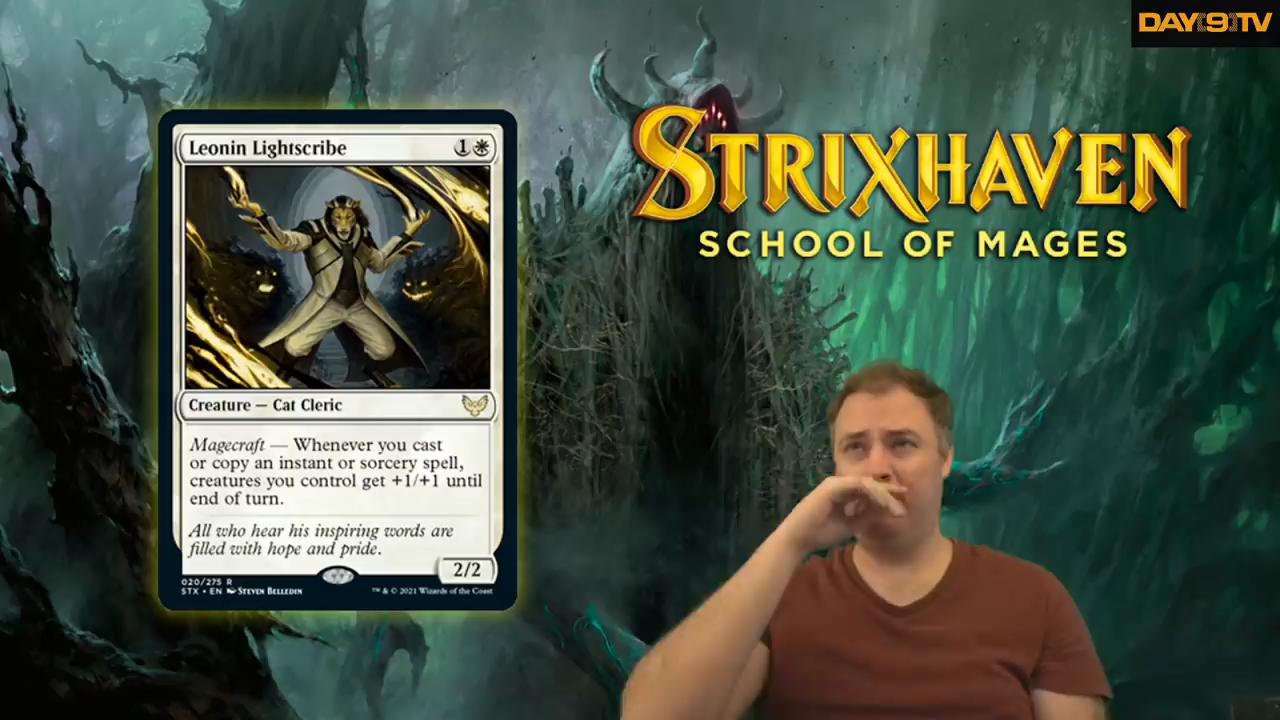 DAY[9]TV
Leonin Lightscribe 1
STRIXHAVEN
SCHOOL OF MAGES
Creature — Cat Cleric
Magecraft — Whenever you cast
or copy an instant or sorcery spell,
creatures you control get +1/+1 until
end of turn.
All who hear his inspiring words are
filled with hope and pride.
2/2
020/275 R
STX • EN STEVEN BELLEDIN
™ & © 2021 Wizards of the Coast